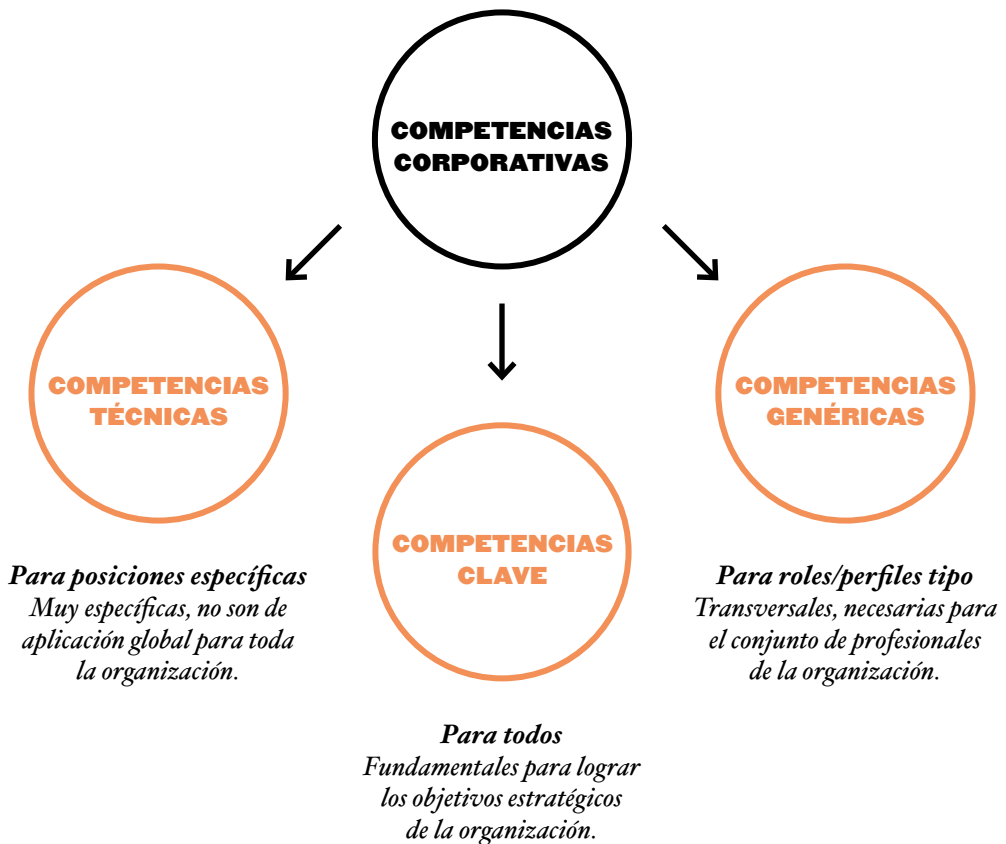 COMPETENCIAS
CORPORATIVAS
COMPETENCIAS
TÉCNICAS
Para posiciones específicas
Muy específicas, no son de
aplicación global para toda
la organización.
COMPETENCIAS
CLAVE
Para todos
Fundamentales para lograr
los objetivos estratégicos
de la organización.
COMPETENCIAS
GENÉRICAS
Para roles/perfiles tipo
Transversales, necesarias para
el conjunto de profesionales
de la organización.